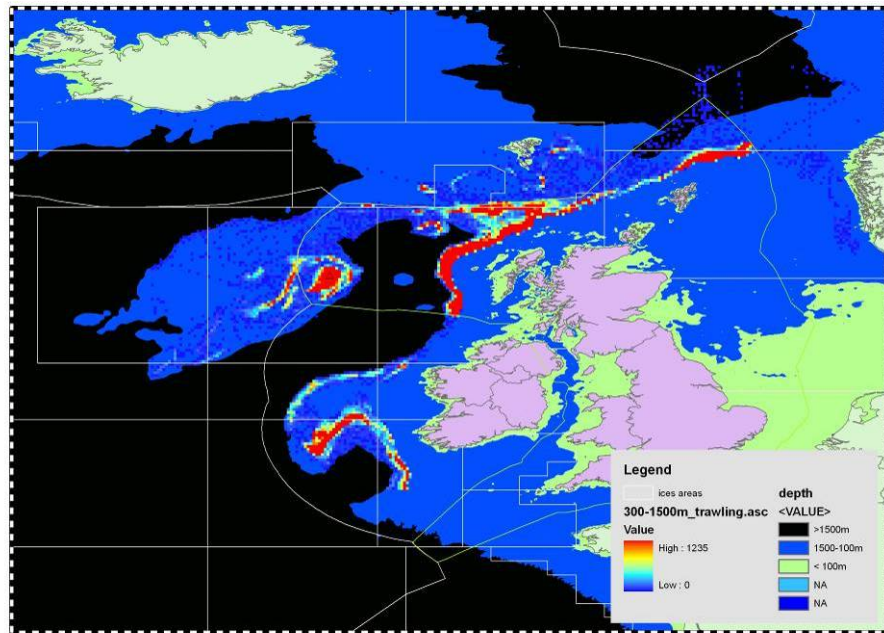 Legend
ices areas
300-1500m_trawling.asc
Value
High : 1235
Low : 0
depth
<VALUE>
>1500m
1500-100m
< 100m
NA
NA